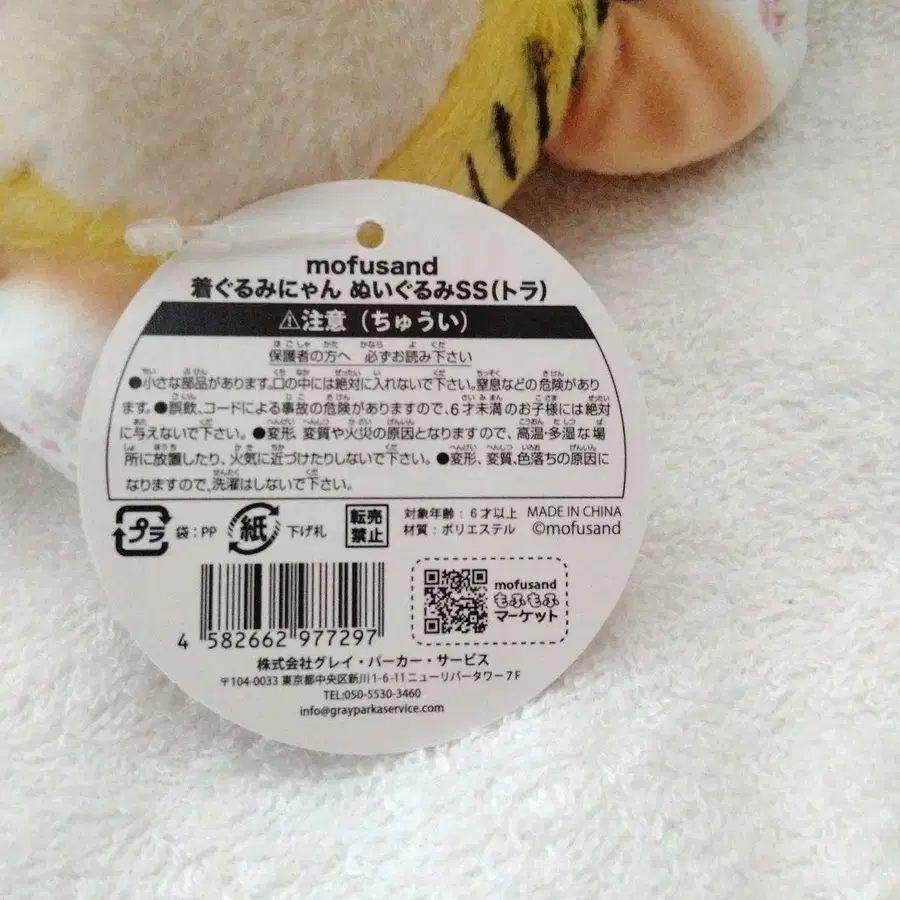 mofusand
着ぐるみにゃん ぬいぐるみSS(トラ)
⚠注意(ちゅうい)
保護者の方へ 必ずお読み下さい
●小さな部品があります。口の中には絶対に入れないで下さい。窒息などの危険があり
ます。●誤飲、コードによる事故の危険がありますので、6才未満のお子様には絶対
に与えないで下さい。●変形、変質や火災の原因となりますので、高温・多湿な場
所に放置したり、火気に近づけたりしないで下さい。●変形、変質、色落ちの原因に
なりますので、洗濯はしないで下さい。
プラ 袋:PP 紙 下げ札 転売禁止 対象年齢:6才以上 MADE IN CHINA
材質:ポリエステル ©mofusand
mofusand
もふもふ
マーケット
4 582662 977297
株式会社グレイ・パーカー・サービス
〒104-0033 東京都中央区新川1-6-11ニューリバータワー7F
TEL:050-5530-3460
info@grayparkaservice.com